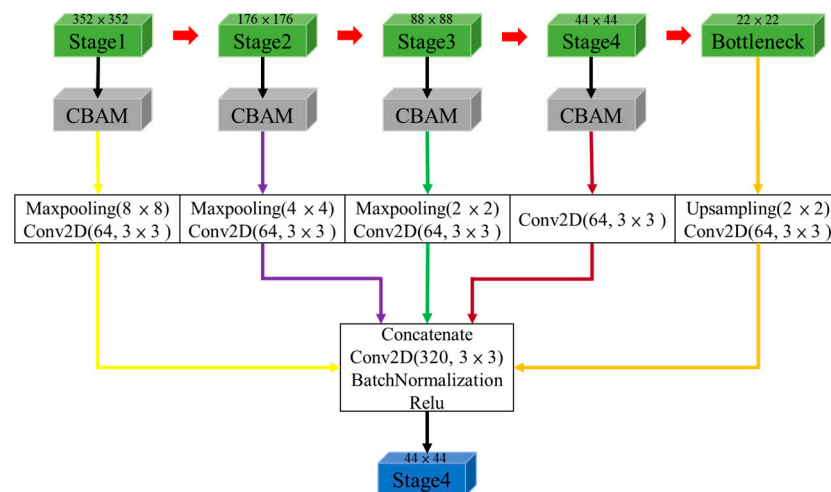 352 × 352
Stage1
176 × 176
Stage2
88 × 88
Stage3
44 × 44
Stage4
22 × 22
Bottleneck
CBAM
CBAM
CBAM
CBAM
Maxpooling(8 × 8)
Conv2D(64, 3 × 3 )
Maxpooling(4 × 4)
Conv2D(64, 3 × 3 )
Maxpooling(2 × 2)
Conv2D(64, 3 × 3 )
Conv2D(64, 3 × 3 )
Upsampling(2 × 2)
Conv2D(64, 3 × 3 )
Concatenate
Conv2D(320, 3 × 3)
BatchNormalization
Relu
44 × 44
Stage4